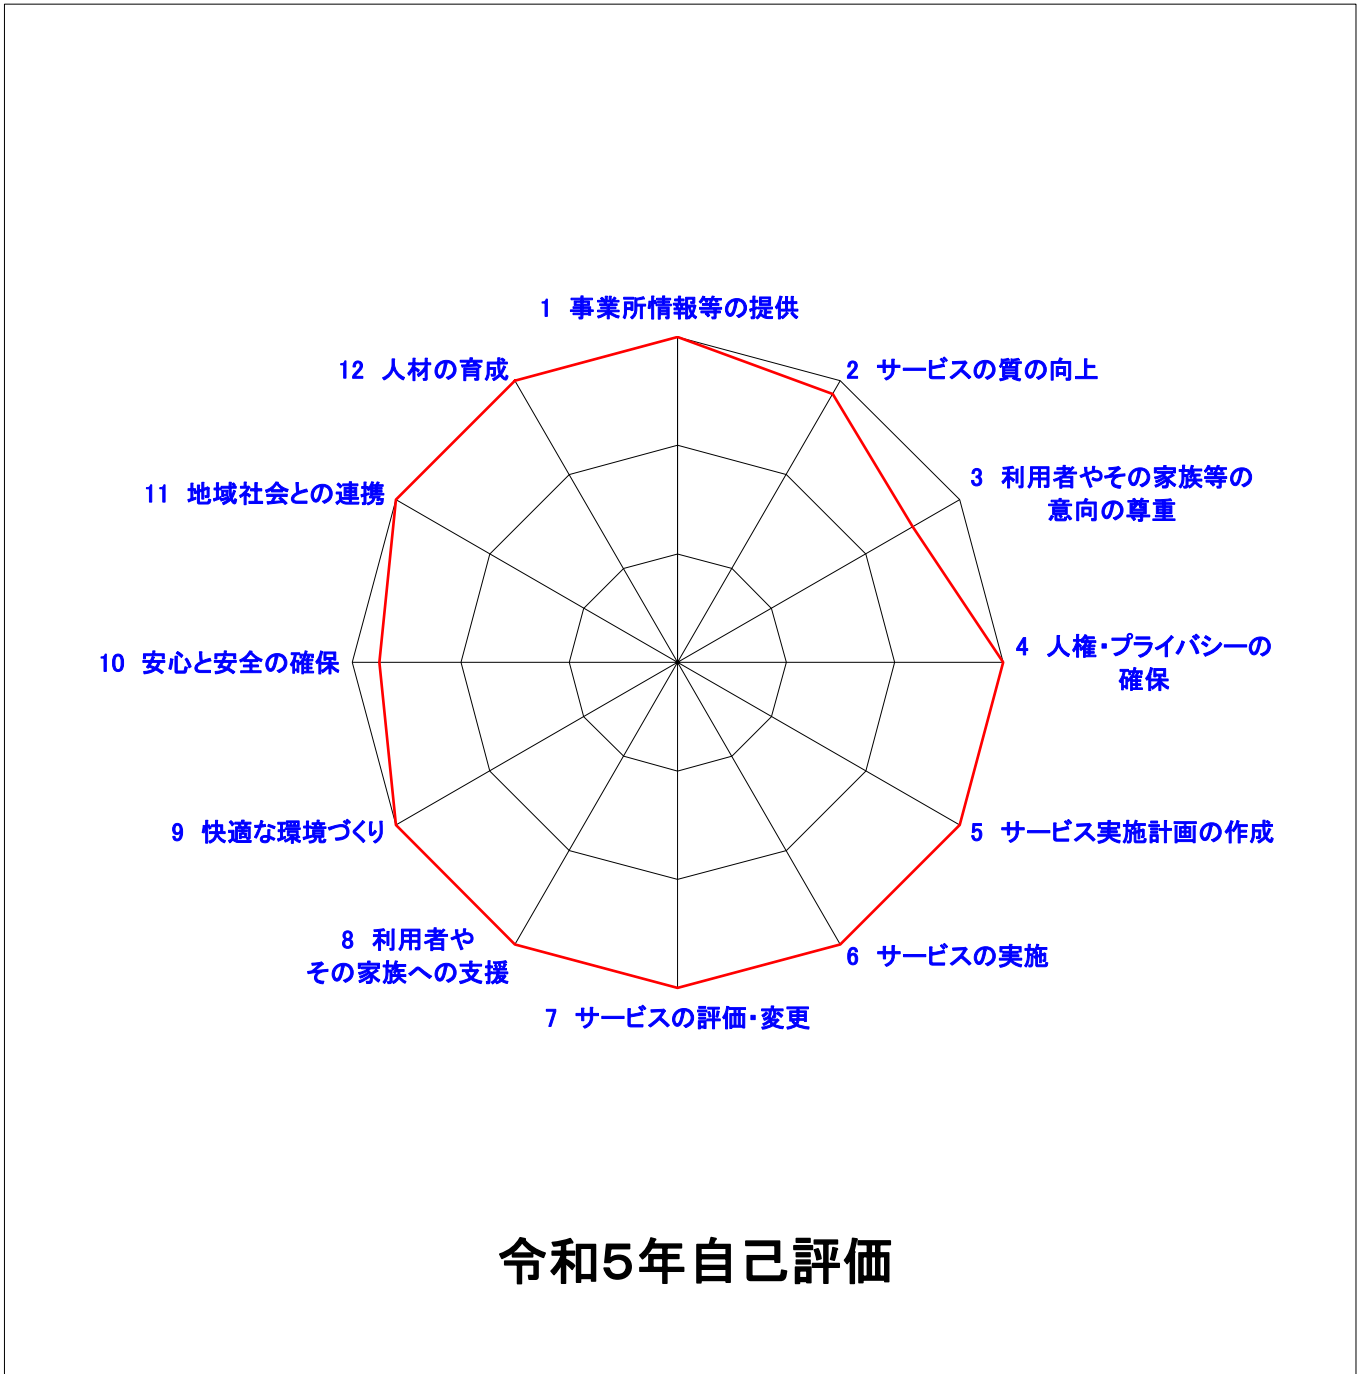 1 事業所情報等の提供
2 サービスの質の向上
3 利用者やその家族等の
意向の尊重
4 人権・プライバシーの
確保
5 サービス実施計画の作成
6 サービスの実施
7 サービスの評価・変更
8 利用者や
その家族への支援
9 快適な環境づくり
10 安心と安全の確保
11 地域社会との連携
12 人材の育成
令和5年自己評価